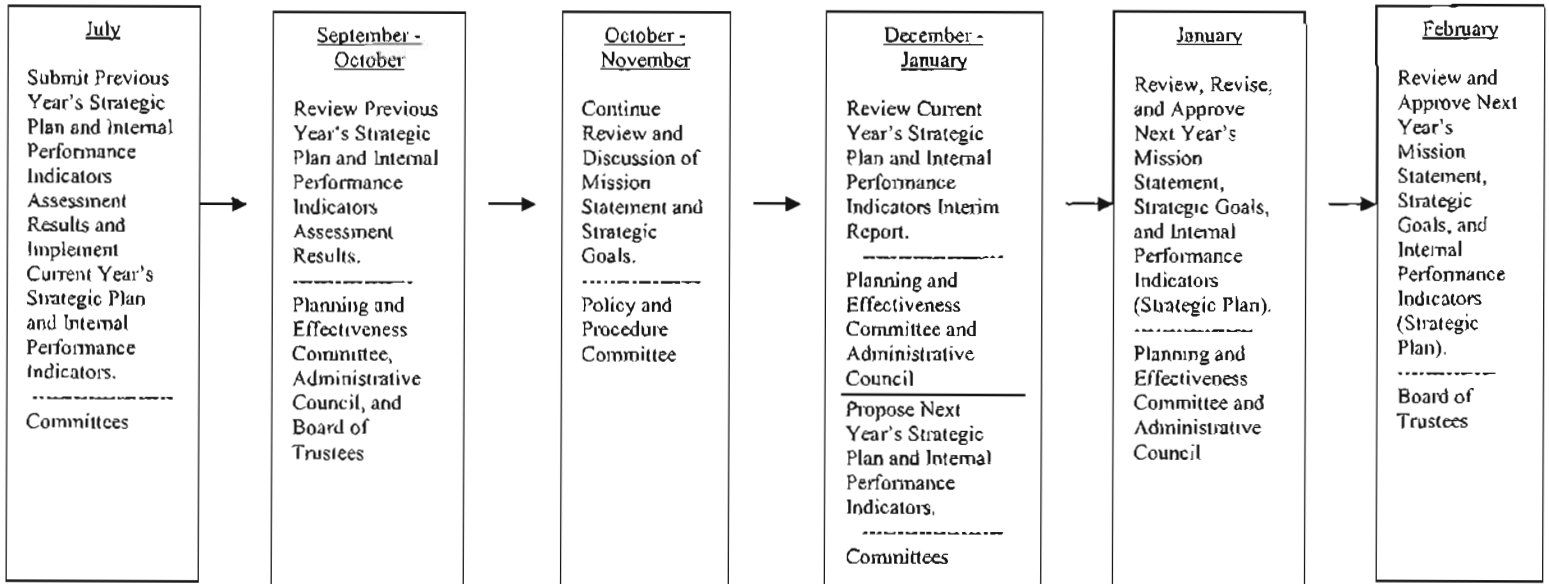 July
Submit Previous
Year's Strategic
Plan and Internal
Performance
Indicators
Assessment
Results and
Implement
Current Year's
Strategic Plan
and Internal
Performance
Indicators.
Committees
September -
October
Review Previous
Year's Strategic
Plan and Internal
Performance
Indicators
Assessment
Results.
Planning and
Effectiveness
Committee,
Administrative
Council, and
Board of
Trustees
October -
November
Continue
Review and
Discussion of
Mission
Statement and
Strategic
Goals.
Policy and
Procedure
Committee
December -
January
Review Current
Year's Strategic
Plan and Internal
Performance
Indicators Interim
Report.
Planning and
Effectiveness
Committee and
Administrative
Council
Propose Next
Year's Strategic
Plan and Internal
Performance
Indicators.
Committees
January
Review, Revise,
and Approve
Next Year's
Mission
Statement,
Strategic Goals,
and Internal
Performance
Indicators
(Strategic Plan).
Planning and
Effectiveness
Committee and
Administrative
Council
February
Review and
Approve Next
Year's
Mission
Statement,
Strategic
Goals, and
Internal
Performance
Indicators
(Strategic
Plan).
Board of
Trustees